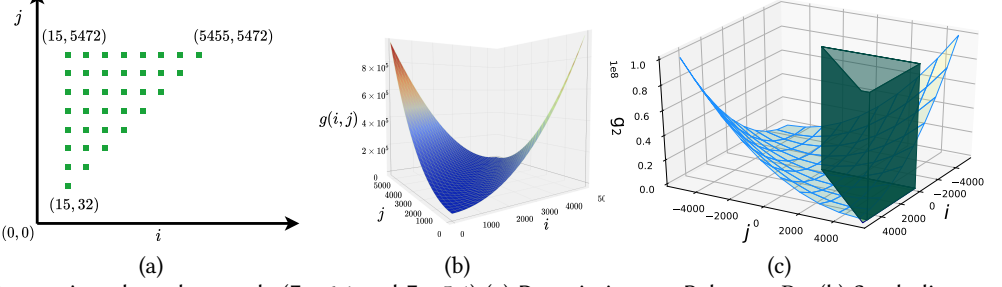 j
(15, 5472)
(5455, 5472)
(15, 32)
(0, 0)
i
(a)
8 × 10⁵
6 × 10⁵
g(i, j)
4 × 10⁵
2 × 10⁵
0
5000
4000
3000
2000
1000
0
j
0
1000
2000
3000
4000
i
(b)
1e8
1.0
0.8
0.6
0.4
0.2
0.0
g₂
−4000
−2000
0
2000
4000
j
−4000
−2000
0
2000
4000
i
(c)